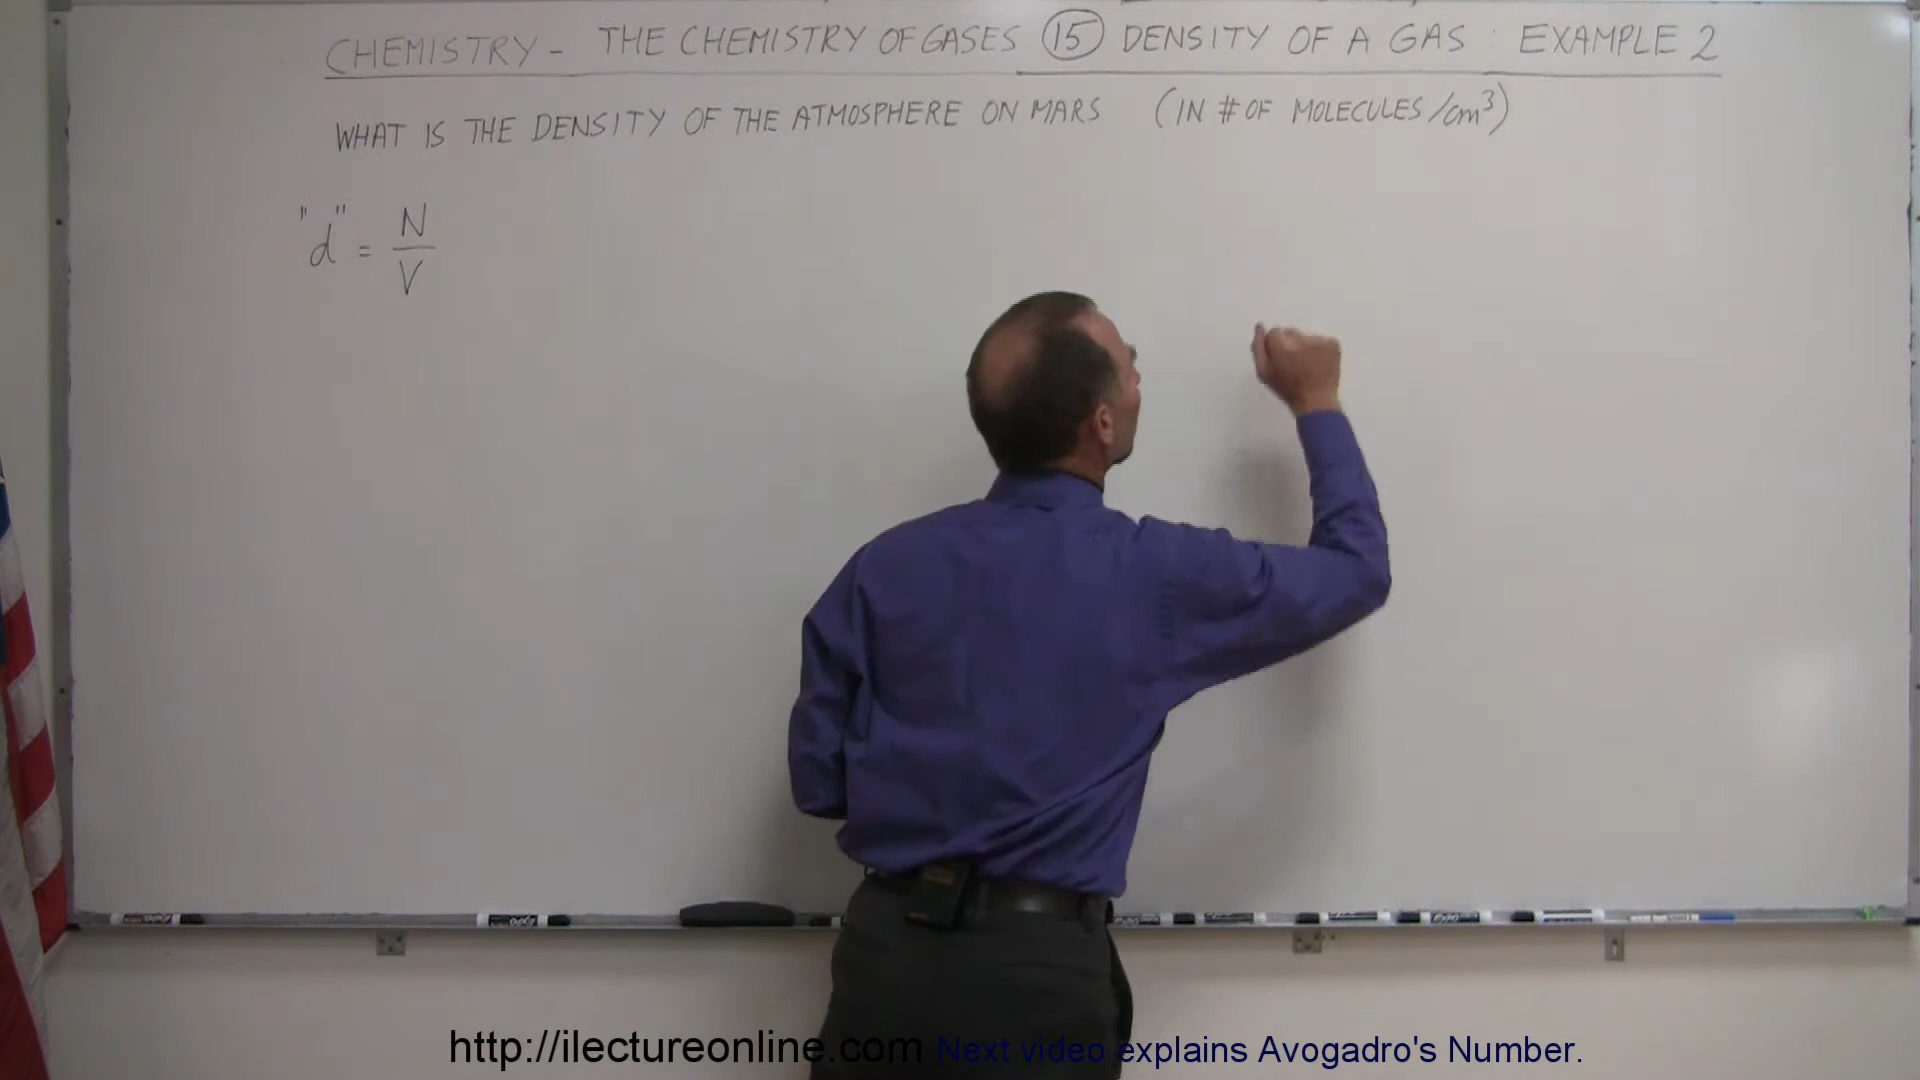 CHEMISTRY - THE CHEMISTRY OF GASES 15 DENSITY OF A GAS : EXAMPLE 2
WHAT IS THE DENSITY OF THE ATMOSPHERE ON MARS (IN # OF MOLECULES/cm³)
"d" = N/V
EXPO
http://ilectureonline.com Next video explains Avogadro's Number.